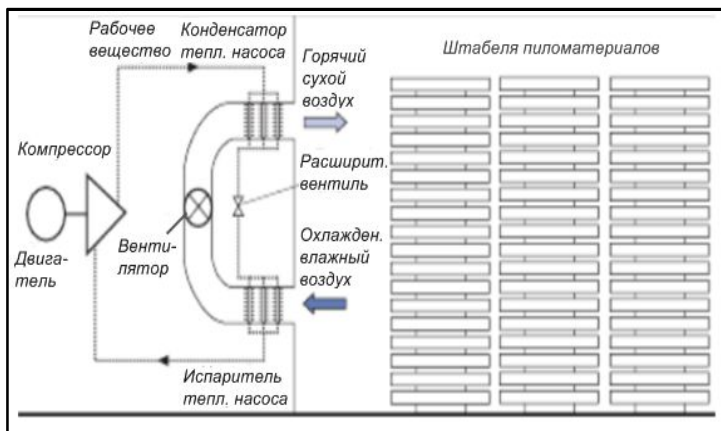 Рабочее
вещество
Конденсатор
тепл. насоса
Горячий
сухой
воздух
Штабеля пиломатериалов
Компрессор
Расширит.
вентиль
Двига-
тель
Венти-
лятор
Охлажден.
влажный
воздух
Испаритель
тепл. насоса